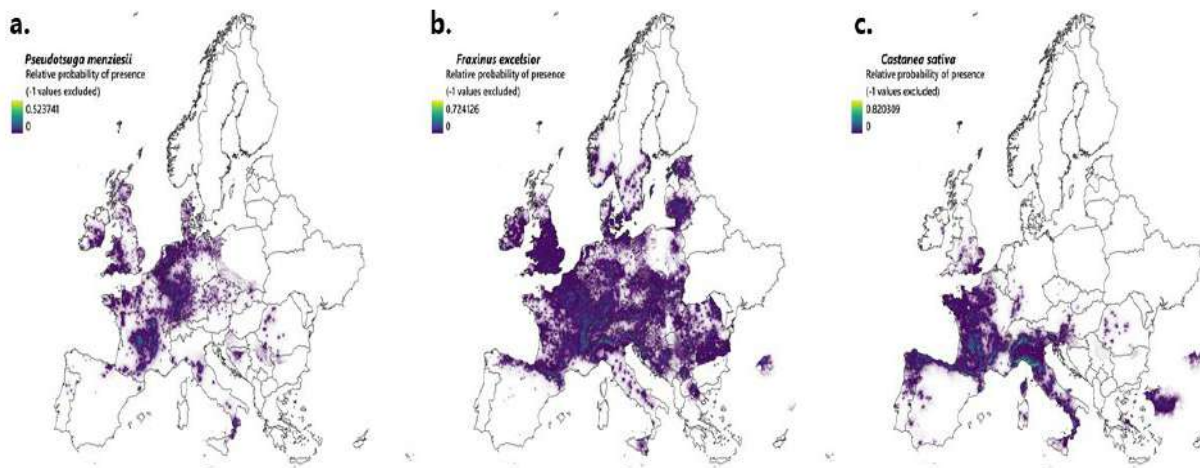 a.
Pseudotsuga menziesii
Relative probability of presence
(-1 values excluded)
0.523741
0
b.
Fraxinus excelsior
Relative probability of presence
(-1 values excluded)
0.724126
0
c.
Castanea sativa
Relative probability of presence
(-1 values excluded)
0.820309
0